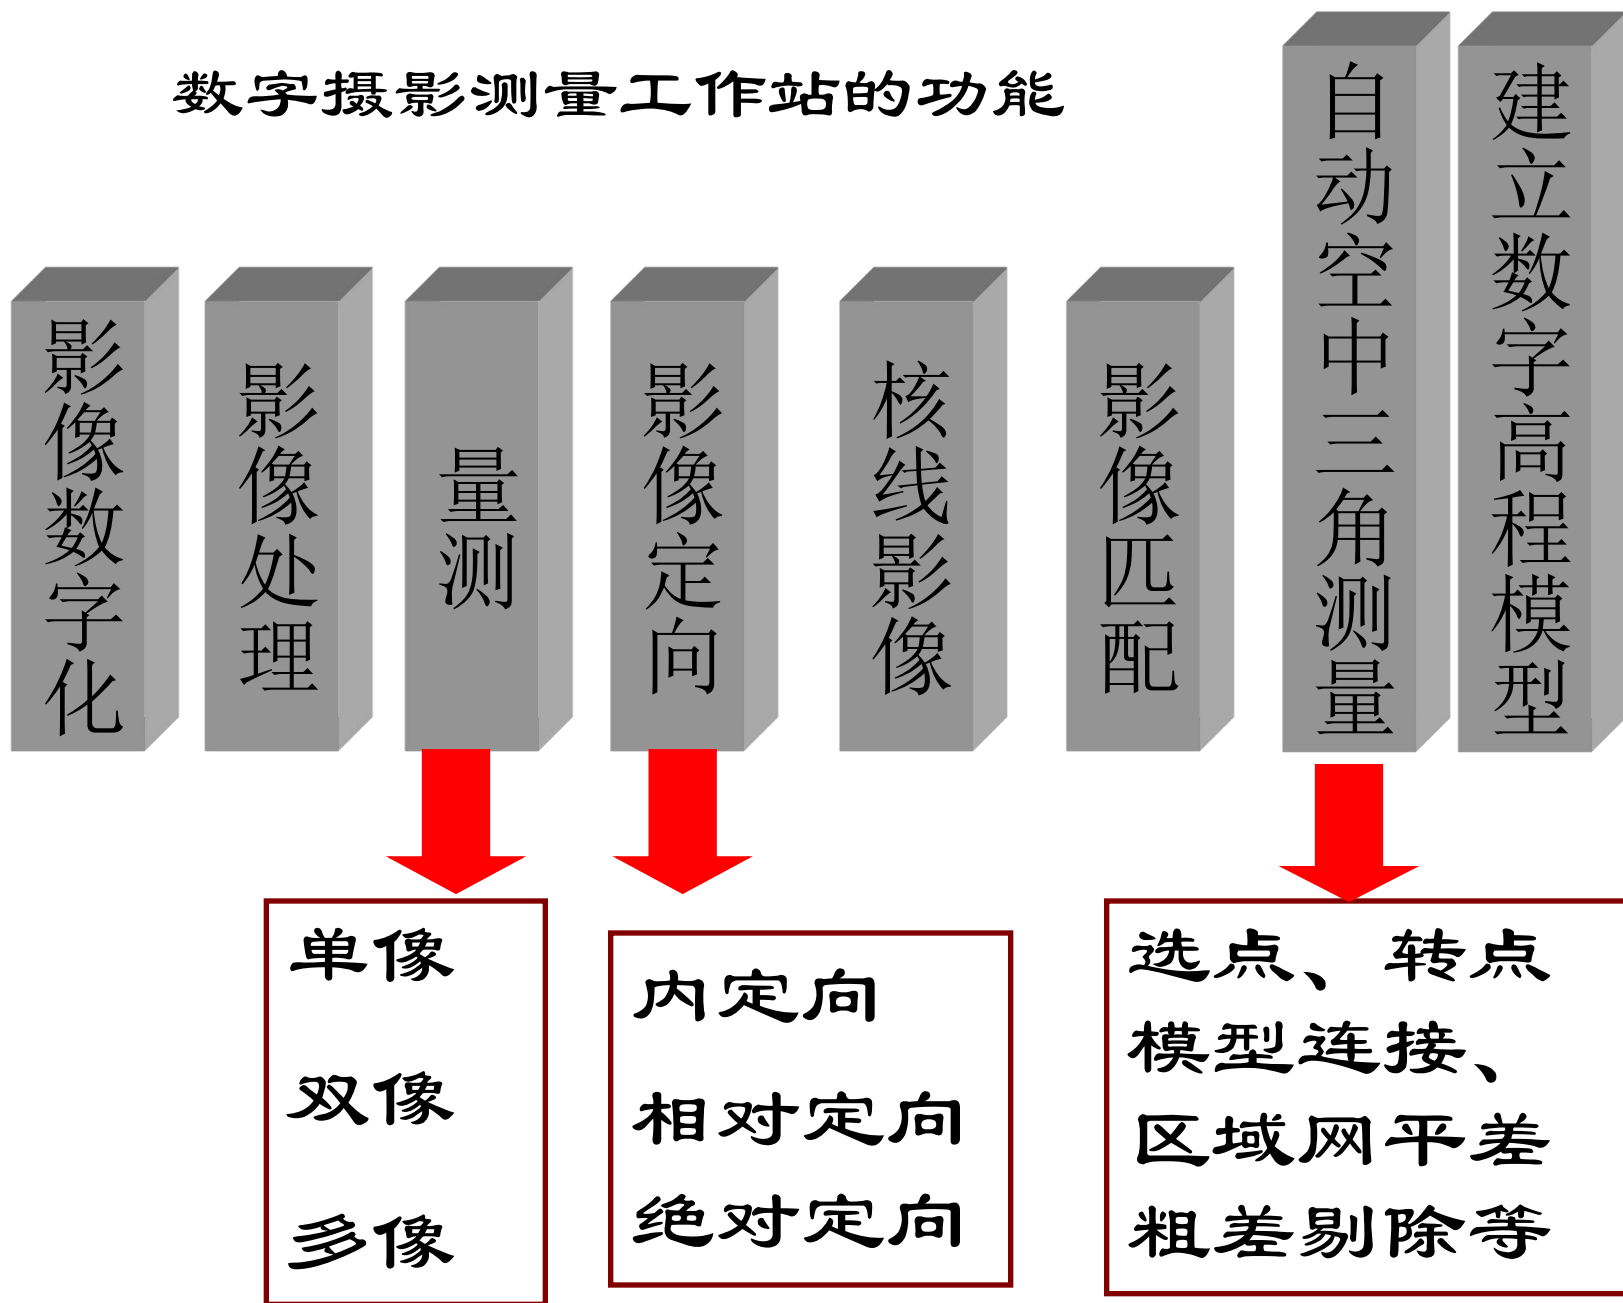 数字摄影测量工作站的功能
影像数字化
影像处理
量测
影像定向
核线影像
影像匹配
自动空中三角测量
建立数字高程模型
单像
双像
多像
内定向
相对定向
绝对定向
选点、转点
模型连接、
区域网平差
粗差剔除等